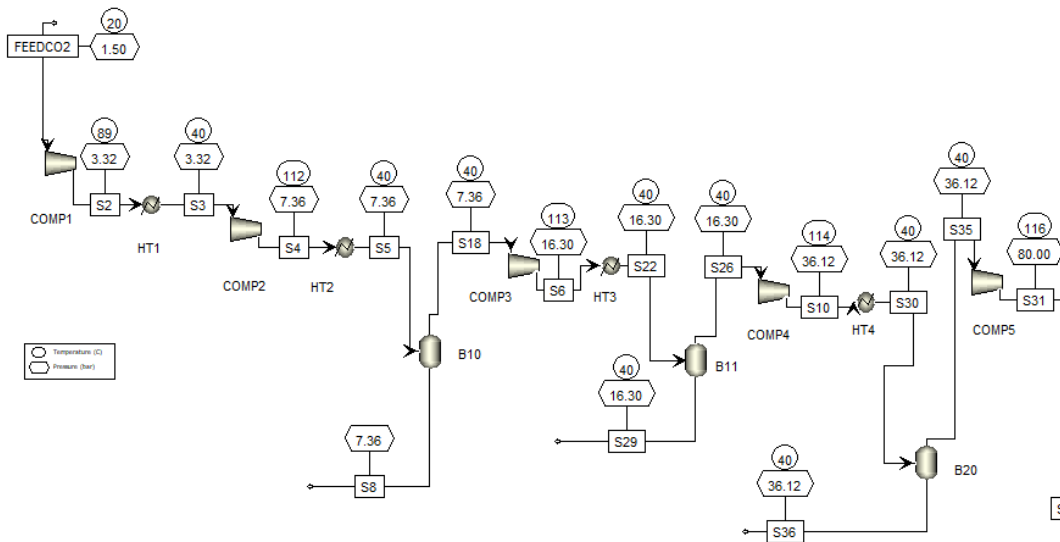 20
FEEDCO2
1.50
89
3.32
S2
COMP1
HT1
40
3.32
S3
COMP2
112
7.36
S4
HT2
40
7.36
S5
40
7.36
S18
COMP3
113
16.30
S6
HT3
40
16.30
S22
40
16.30
S26
COMP4
114
36.12
S10
HT4
40
36.12
S30
40
36.12
S35
COMP5
116
80.00
S31
Temperature (C)
Pressure (bar)
B10
7.36
S8
B11
40
16.30
S29
B20
40
36.12
S36
S